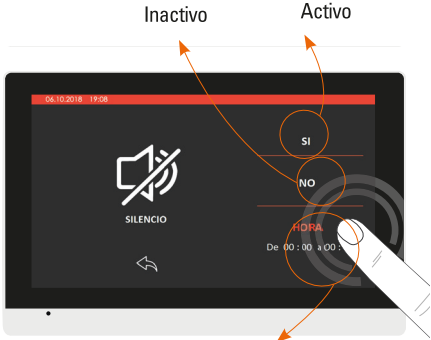 Inactivo
Activo
06.10.2018 19:08
SI
NO
SILENCIO
HORA
De 00 : 00 a 00 :